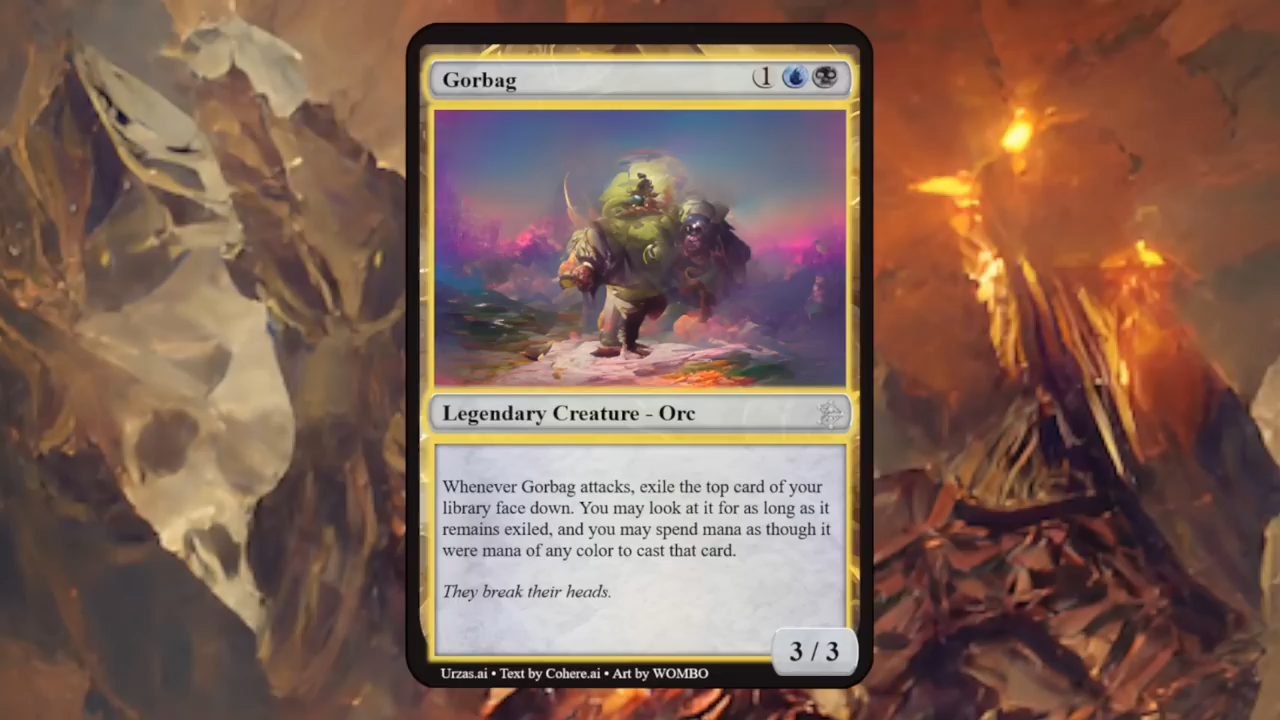 Gorbag 1
Legendary Creature - Orc
Whenever Gorbag attacks, exile the top card of your
library face down. You may look at it for as long as it
remains exiled, and you may spend mana as though it
were mana of any color to cast that card.
They break their heads.
3 / 3
Urzas.ai • Text by Cohere.ai • Art by WOMBO